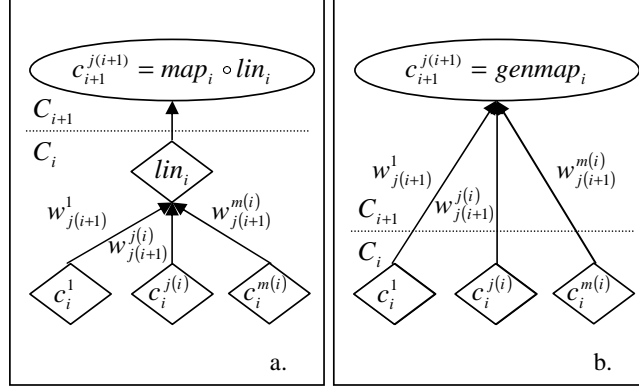 c_{i+1}^{j(i+1)} = map_i ∘ lin_i
C_{i+1}
C_i
lin_i
w_{j(i+1)}^1
w_{j(i+1)}^{j(i)}
w_{j(i+1)}^{m(i)}
c_i^1
c_i^{j(i)}
c_i^{m(i)}
a.
c_{i+1}^{j(i+1)} = genmap_i
w_{j(i+1)}^1
w_{j(i+1)}^{j(i)}
w_{j(i+1)}^{m(i)}
C_{i+1}
C_i
c_i^1
c_i^{j(i)}
c_i^{m(i)}
b.